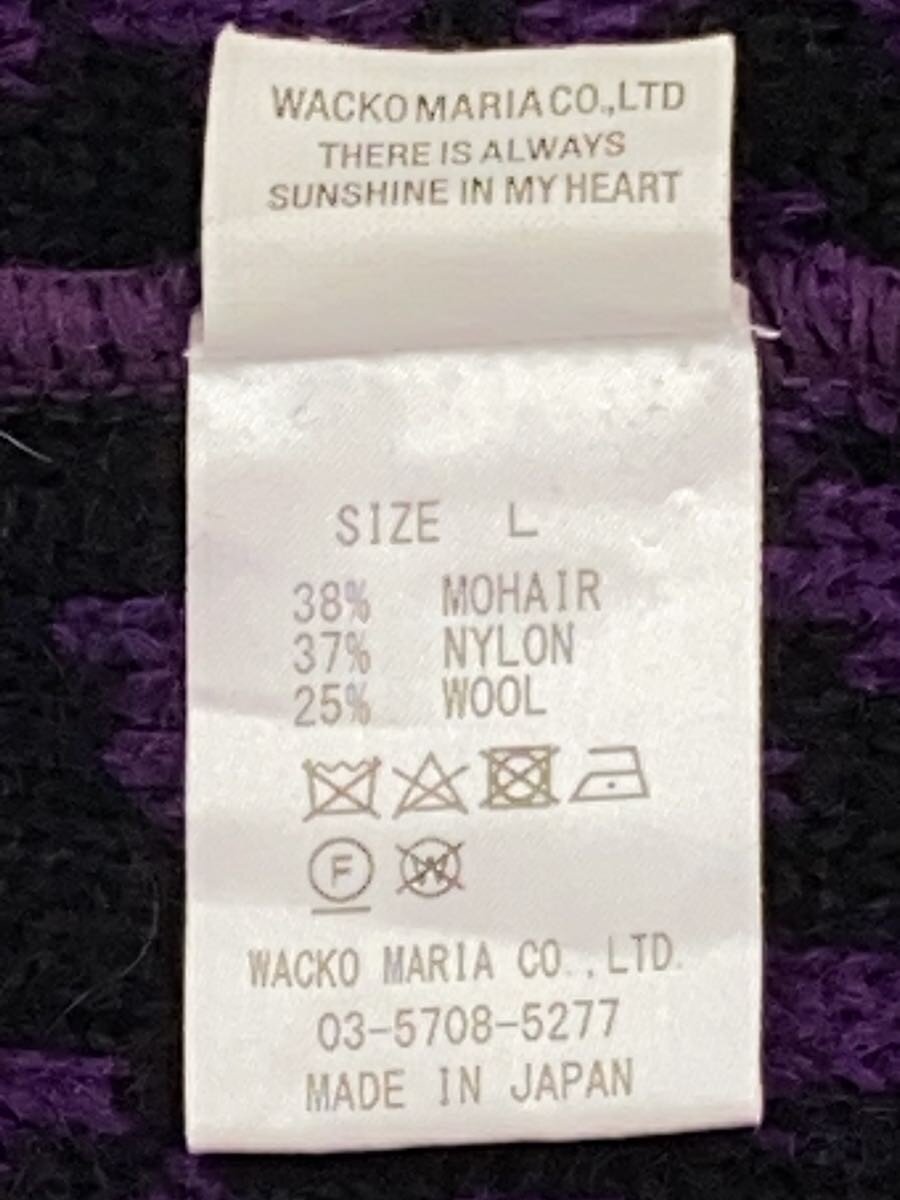 WACKO MARIA CO.,LTD
THERE IS ALWAYS
SUNSHINE IN MY HEART
SIZE L
38% MOHAIR
37% NYLON
25% WOOL
F W
WACKO MARIA CO.,LTD.
03-5708-5277
MADE IN JAPAN